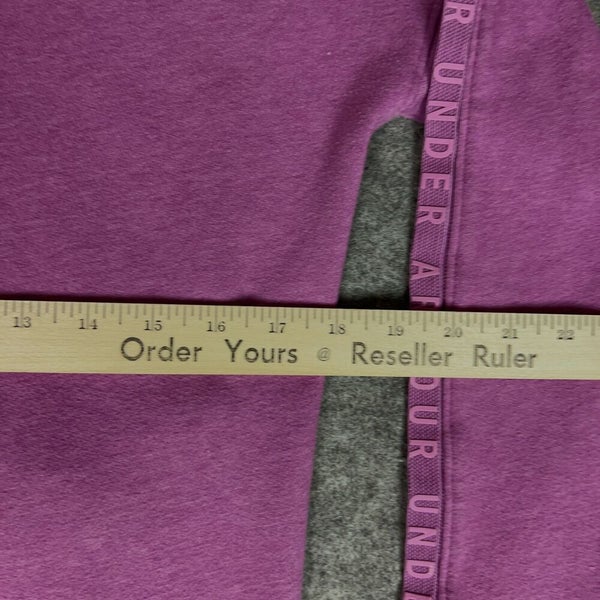 R UNDER AR
13 14 15 16 17 18 19 20 21 22
Order Yours @ Reseller Ruler
OUR UND